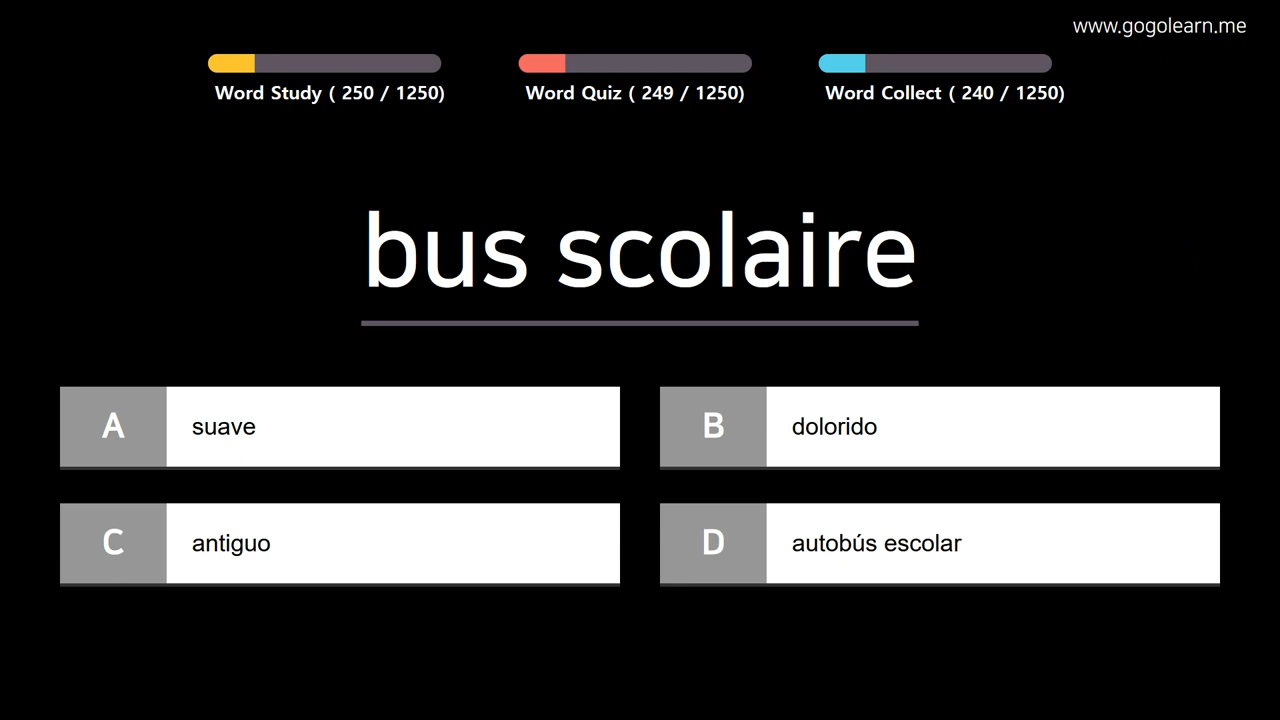 www.gogolearn.me
Word Study ( 250 / 1250)
Word Quiz ( 249 / 1250)
Word Collect ( 240 / 1250)
bus scolaire
A suave
B dolorido
C antiguo
D autobús escolar